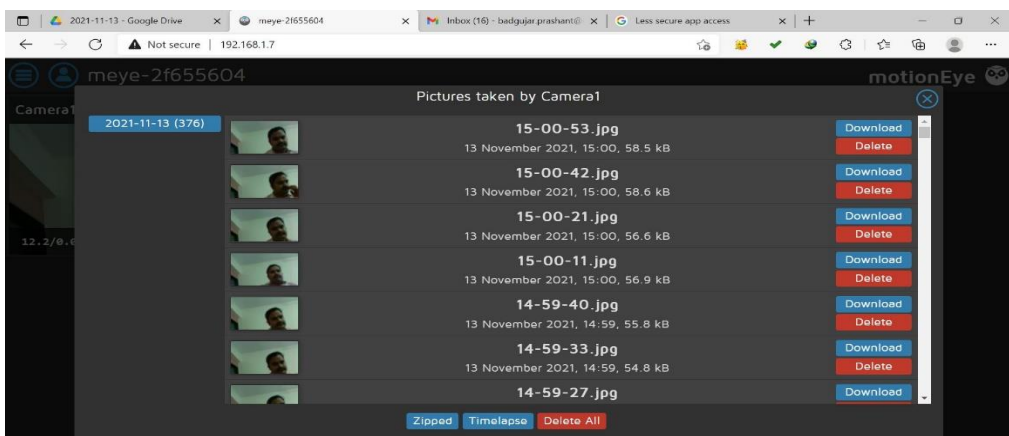 2021-11-13 - Google Drive
meye-2f655604
Inbox (16) - badgujar.prashant@
Less secure app access
Not secure | 192.168.1.7
meye-2f655604
motionEye
Camera1
12.2/0.0
Pictures taken by Camera1
2021-11-13 (376)
15-00-53.jpg
13 November 2021, 15:00, 58.5 kB
Download
Delete
15-00-42.jpg
13 November 2021, 15:00, 58.6 kB
Download
Delete
15-00-21.jpg
13 November 2021, 15:00, 56.6 kB
Download
Delete
15-00-11.jpg
13 November 2021, 15:00, 56.9 kB
Download
Delete
14-59-40.jpg
13 November 2021, 14:59, 55.8 kB
Download
Delete
14-59-33.jpg
13 November 2021, 14:59, 54.8 kB
Download
Delete
14-59-27.jpg
Download
Zipped
Timelapse
Delete All